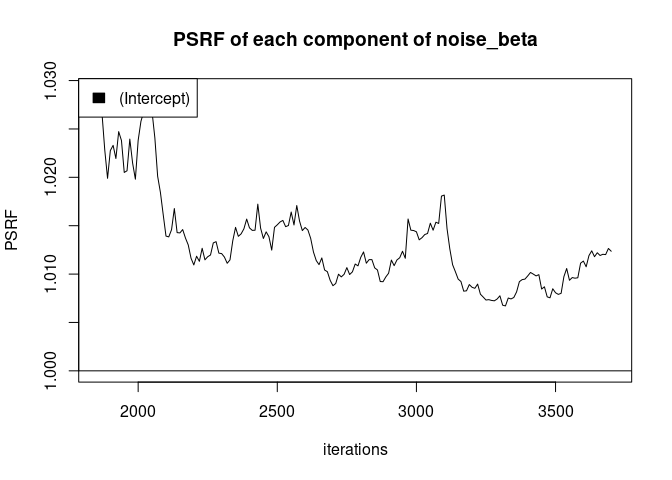 PSRF of each component of noise_beta
(Intercept)
PSRF
1.030
1.020
1.010
1.000
2000
2500
3000
3500
iterations